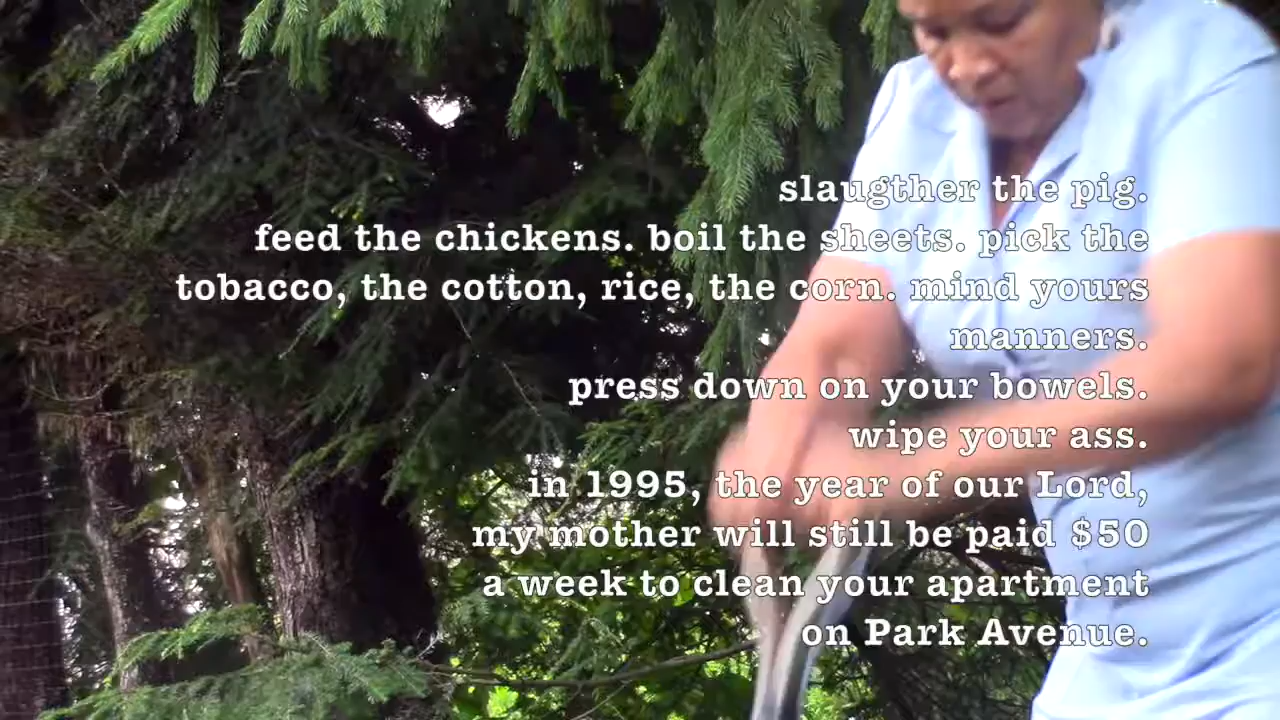 slaugther the pig.
feed the chickens. boil the sheets. pick the
tobacco, the cotton, rice, the corn. mind yours
manners.
press down on your bowels.
wipe your ass.
in 1995, the year of our Lord,
my mother will still be paid $50
a week to clean your apartment
on Park Avenue.